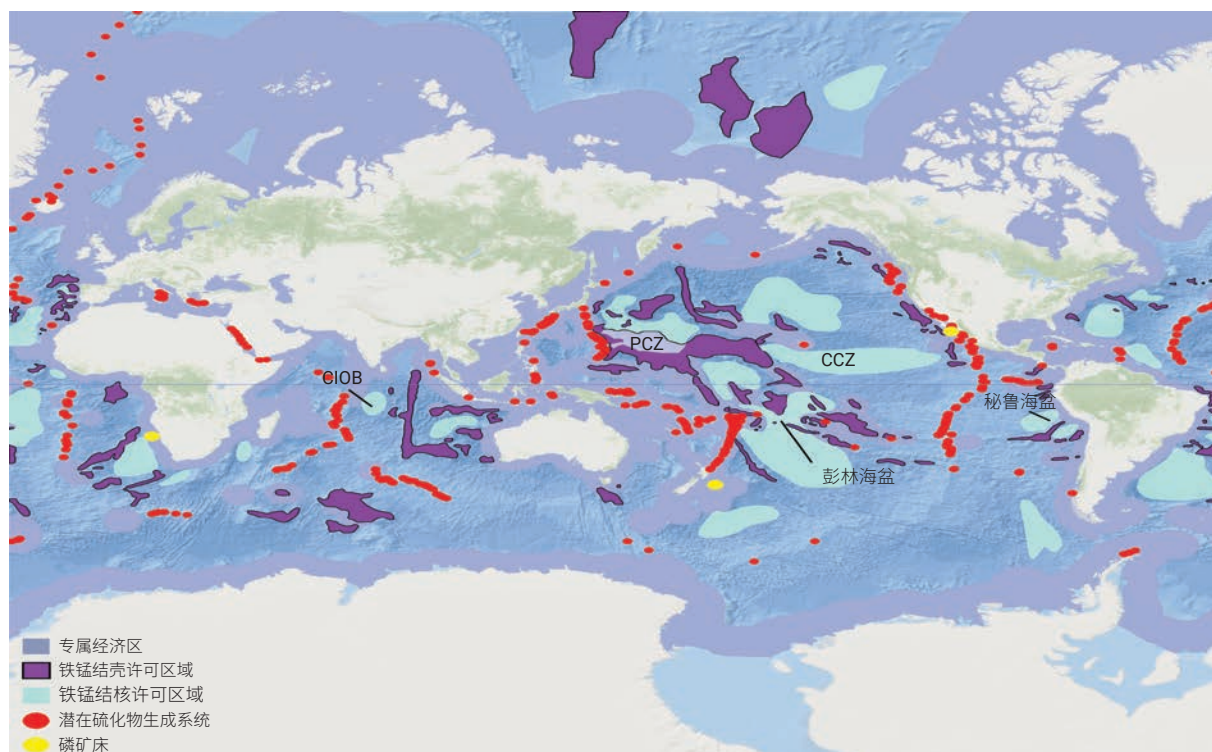 PCZ
CCZ
CIOB
秘鲁海盆
彭林海盆
专属经济区
铁锰结壳许可区域
铁锰结核许可区域
潜在硫化物生成系统
磷矿床